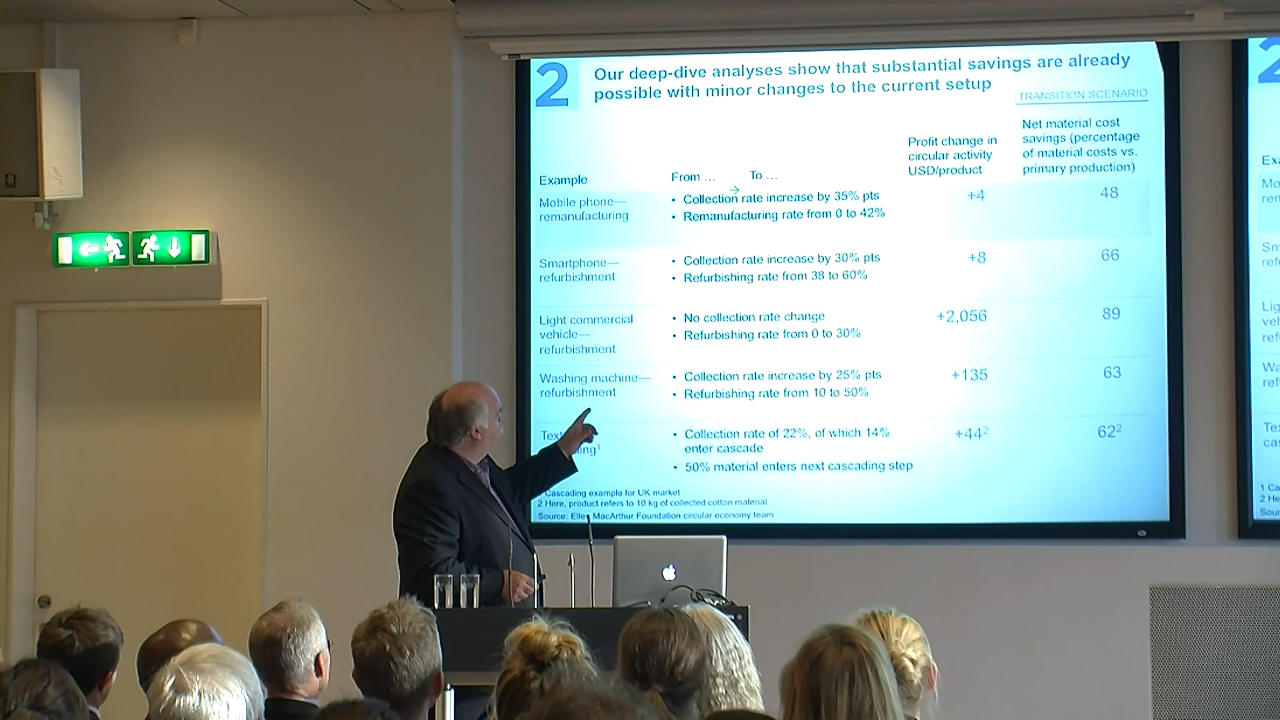 2
Our deep-dive analyses show that substantial savings are already
possible with minor changes to the current setup
TRANSITION SCENARIO
Example
From ... To ...
Profit change in
circular activity
USD/product
Net material cost
savings (percentage
of material costs vs.
primary production)
Mobile phone—
remanufacturing
• Collection rate increase by 35% pts
• Remanufacturing rate from 0 to 42%
+4
48
Smartphone—
refurbishment
• Collection rate increase by 30% pts
• Refurbishing rate from 38 to 60%
+8
66
Light commercial
vehicle—
refurbishment
• No collection rate change
• Refurbishing rate from 0 to 30%
+2,056
89
Washing machine—
refurbishment
• Collection rate increase by 25% pts
• Refurbishing rate from 10 to 50%
+135
63
• Collection rate of 22%, of which 14%
enter cascade
• 50% material enters next cascading step
+44²
62²
Cascading example for UK market
2 Here, product refers to 10 kg of collected cotton material
Source: Ellen MacArthur Foundation circular economy team